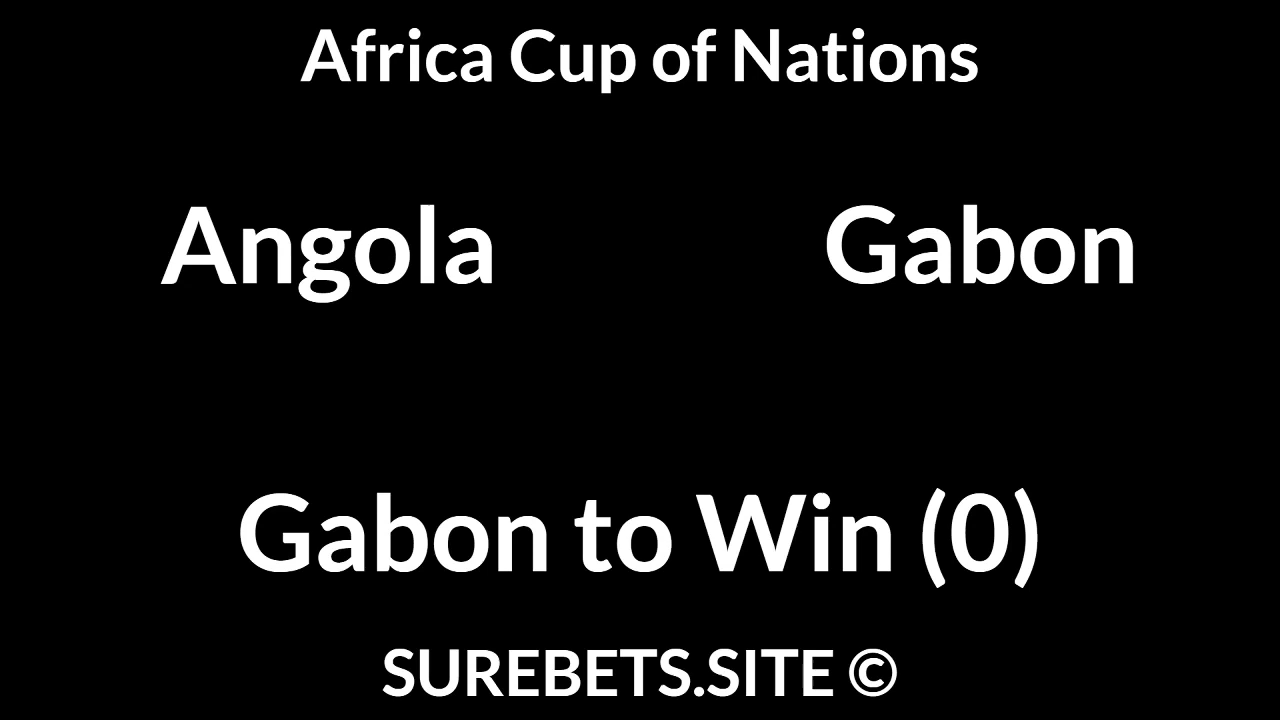 Africa Cup of Nations
Angola Gabon
Gabon to Win (0)
SUREBETS.SITE ©